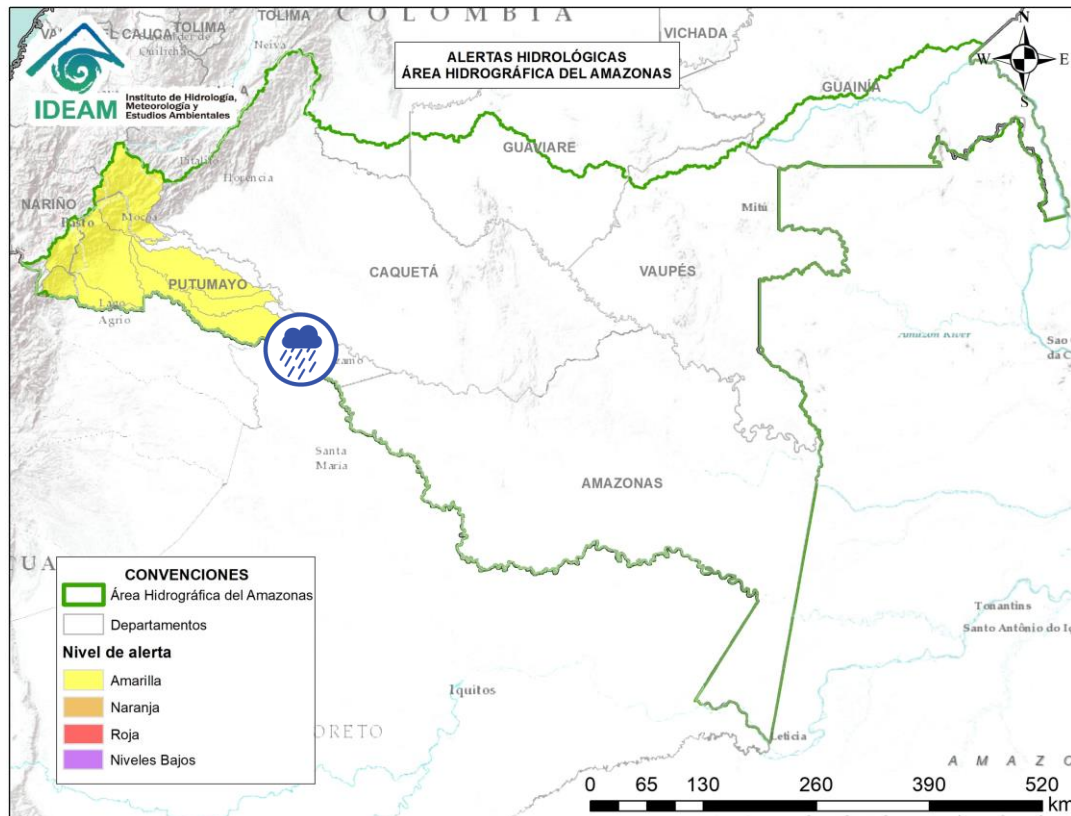 COLOMBIA
TOLIMA
CAUCA
TOLIMA
Neiva
VICHADA
N
W
E
S
IDEAM
Instituto de Hidrología,
Meteorología y
Estudios Ambientales
ALERTAS HIDROLÓGICAS
ÁREA HIDROGRÁFICA DEL AMAZONAS
GUAINÍA
GUAVIARE
Florencia
NARIÑO
Pasto
Mocoa
Mitú
CAQUETÁ
VAUPÉS
PUTUMAYO
Lago
Agrio
Amazon River
Santa
Maria
AMAZONAS
CONVENCIONES
Área Hidrográfica del Amazonas
Departamentos
Nivel de alerta
Amarilla
Naranja
Roja
Niveles Bajos
Tonantins
Santo Antônio do
Iquitos
Leticia
0 65 130 260 390 520
km